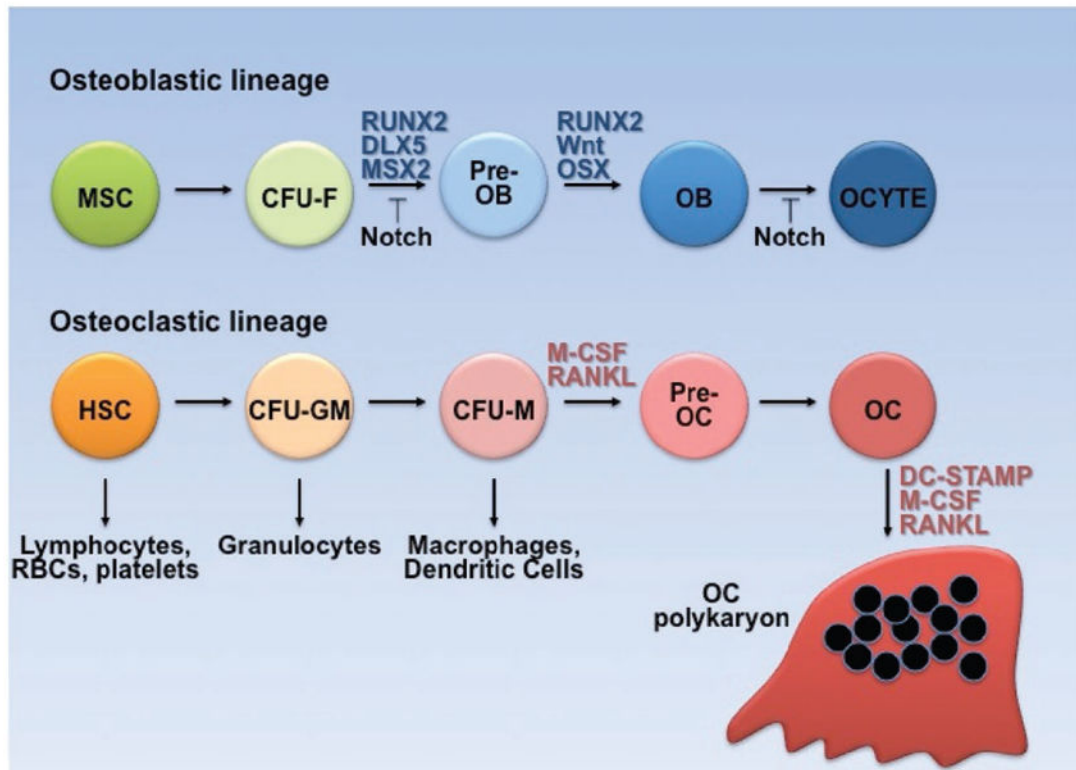 Osteoblastic lineage
MSC
CFU-F
RUNX2
DLX5
MSX2
Notch
Pre-
OB
RUNX2
Wnt
OSX
OB
Notch
OCYTE
Osteoclastic lineage
HSC
CFU-GM
CFU-M
M-CSF
RANKL
Pre-
OC
OC
Lymphocytes,
RBCs, platelets
Granulocytes
Macrophages,
Dendritic Cells
DC-STAMP
M-CSF
RANKL
OC
polykaryon